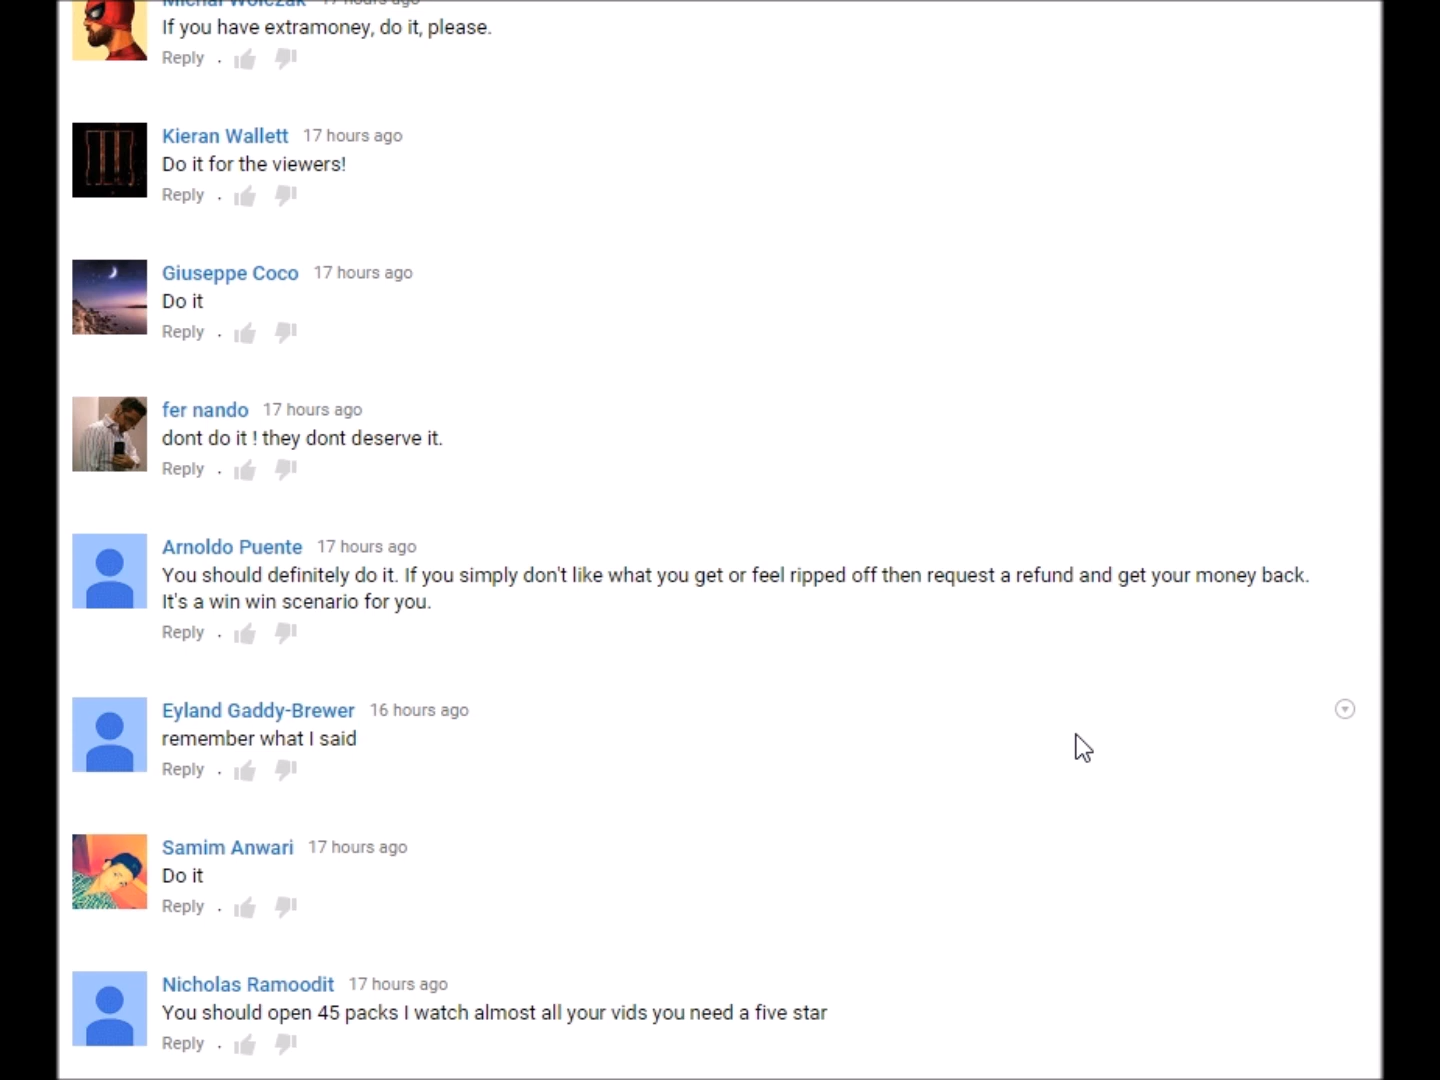 Michal Wolczak 17 hours ago
If you have extramoney, do it, please.
Reply .
Kieran Wallett 17 hours ago
Do it for the viewers!
Reply .
Giuseppe Coco 17 hours ago
Do it
Reply .
fer nando 17 hours ago
dont do it ! they dont deserve it.
Reply .
Arnoldo Puente 17 hours ago
You should definitely do it. If you simply don't like what you get or feel ripped off then request a refund and get your money back.
It's a win win scenario for you.
Reply .
Eyland Gaddy-Brewer 16 hours ago
remember what I said
Reply .
Samim Anwari 17 hours ago
Do it
Reply .
Nicholas Ramoodit 17 hours ago
You should open 45 packs I watch almost all your vids you need a five star
Reply .